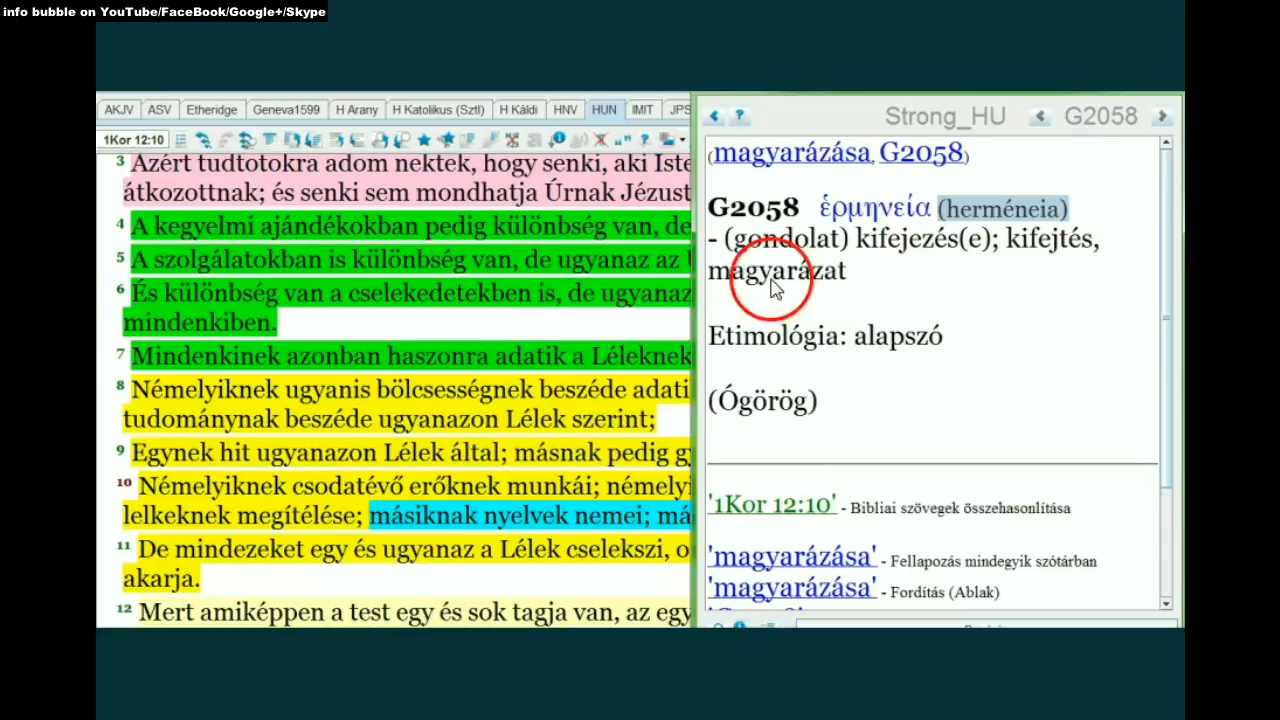 info bubble on YouTube/FaceBook/Google+/Skype
AKJV ASV Etheridge Geneva1599 H Arany H Katolikus (Sztl) H Káldi HNV HUN IMIT JPS
1Kor 12:10
3 Azért tudtotokra adom nektek, hogy senki, aki Iste
átkozottnak; és senki sem mondhatja Úrnak Jézust
4 A kegyelmi ajándékokban pedig különbség van, de
5 A szolgálatokban is különbség van, de ugyanaz az
6 És különbség van a cselekedetekben is, de ugyanaz
mindenkiben.
7 Mindenkinek azonban haszonra adatik a Léleknek
8 Némelyiknek ugyanis bölcsességnek beszéde adati
tudománynak beszéde ugyanazon Lélek szerint;
9 Egynek hit ugyanazon Lélek által; másnak pedig gy
10 Némelyiknek csodatévő erőknek munkái; némelyi
lelkeknek megítélése; másiknak nyelvek nemei; má
11 De mindezeket egy és ugyanaz a Lélek cselekszi, o
akarja.
12 Mert amiképpen a test egy és sok tagja van, az egy
Strong_HU G2058
(magyarázása, G2058)
G2058 ἑρμηνεία (herméneia)
- (gondolat) kifejezés(e); kifejtés,
magyarázat
Etimológia: alapszó
(Ógörög)
'1Kor 12:10' - Bibliai szövegek összehasonlítása
'magyarázása' - Fellapozás mindegyik szótárban
'magyarázása' - Fordítás (Ablak)